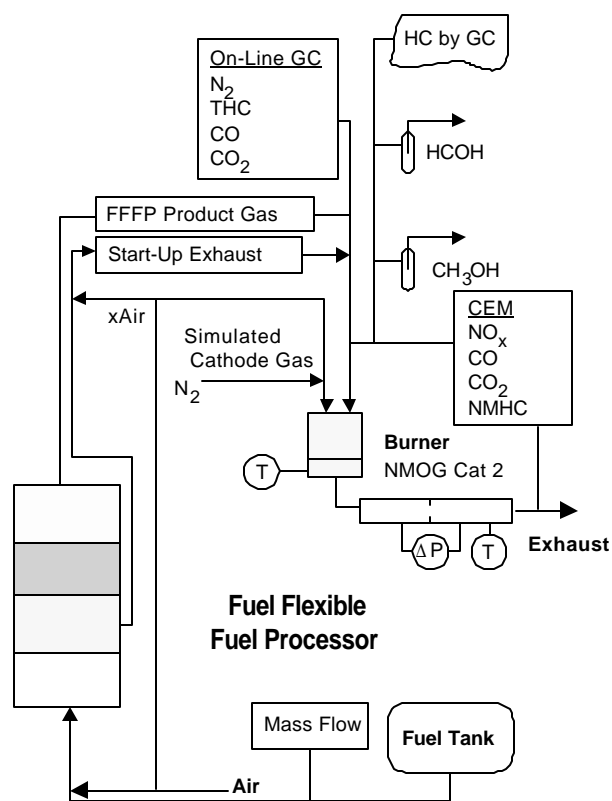 HC by GC
On-Line GC
N2
THC
CO
CO2
HCOH
FFFP Product Gas
Start-Up Exhaust
CH3OH
xAir
CEM
NOx
CO
CO2
NMHC
Simulated
Cathode Gas
N2
Burner
NMOG Cat 2
T
ΔP
T
Exhaust
Fuel Flexible
Fuel Processor
Mass Flow
Fuel Tank
Air